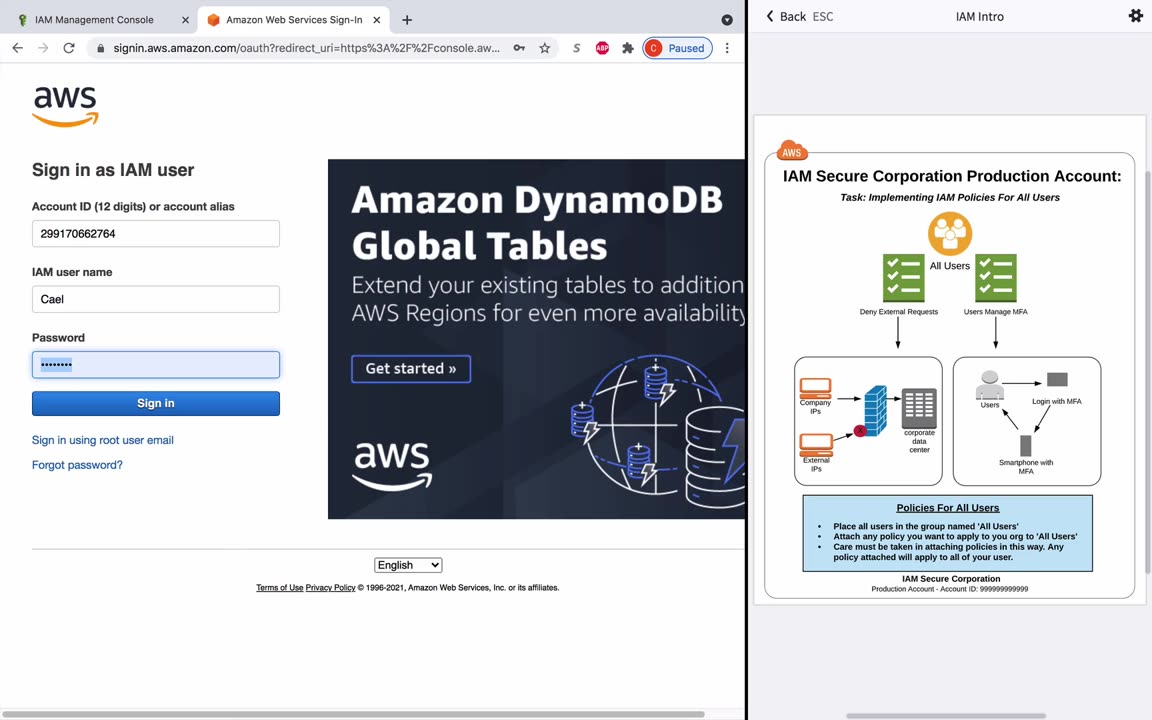 IAM Management Console
Amazon Web Services Sign-In
signin.aws.amazon.com/oauth?redirect_uri=https%3A%2F%2Fconsole.aw...
S
ABP
C Paused
aws
Sign in as IAM user
Account ID (12 digits) or account alias
299170662764
IAM user name
Cael
Password
••••••••
Sign in
Sign in using root user email
Forgot password?
Amazon DynamoDB
Global Tables
Extend your existing tables to addition
AWS Regions for even more availability
Get started »
aws
English
Terms of Use Privacy Policy © 1996-2021, Amazon Web Services, Inc. or its affiliates.
Back ESC
IAM Intro
AWS
IAM Secure Corporation Production Account:
Task: Implementing IAM Policies For All Users
All Users
Deny External Requests
Users Manage MFA
Company
IPs
External
IPs
X
corporate
data
center
Users
Login with MFA
Smartphone with
MFA
Policies For All Users
• Place all users in the group named 'All Users'
• Attach any policy you want to apply to you org to 'All Users'
• Care must be taken in attaching policies in this way. Any
policy attached will apply to all of your user.
IAM Secure Corporation
Production Account - Account ID: 999999999999